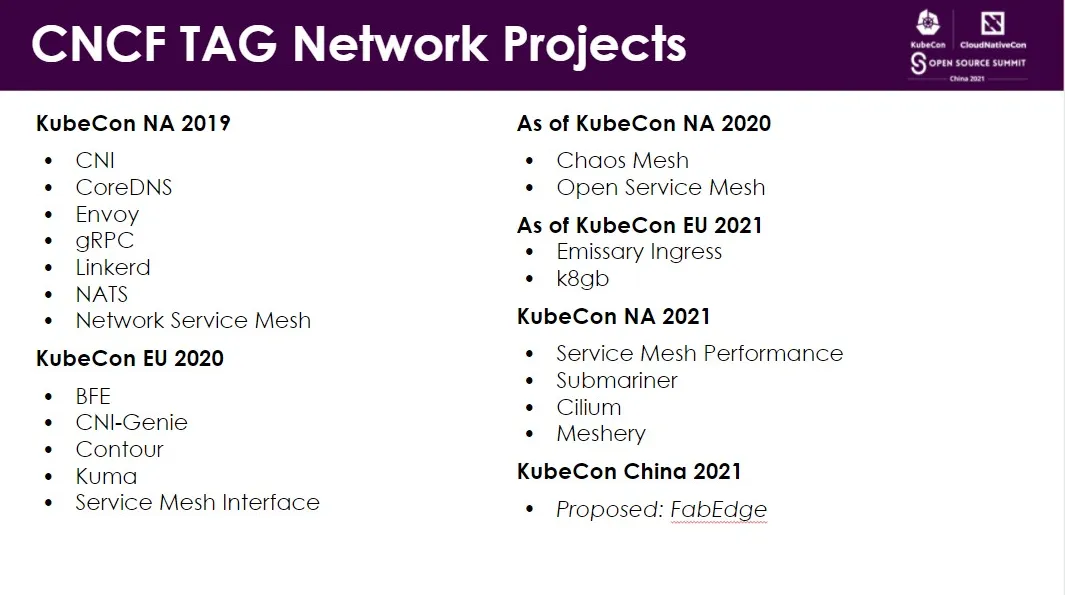 CNCF TAG Network Projects
KubeCon | CloudNativeCon
OPEN SOURCE SUMMIT
China 2021
KubeCon NA 2019
• CNI
• CoreDNS
• Envoy
• gRPC
• Linkerd
• NATS
• Network Service Mesh
KubeCon EU 2020
• BFE
• CNI-Genie
• Contour
• Kuma
• Service Mesh Interface
As of KubeCon NA 2020
• Chaos Mesh
• Open Service Mesh
As of KubeCon EU 2021
• Emissary Ingress
• k8gb
KubeCon NA 2021
• Service Mesh Performance
• Submariner
• Cilium
• Meshery
KubeCon China 2021
• Proposed: FabEdge